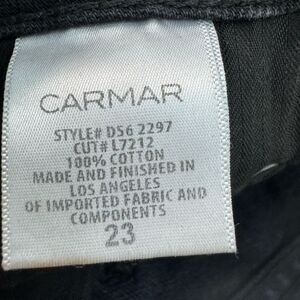 CARMAR
STYLE# DS6 2297
CUT# L7212
100% COTTON
MADE AND FINISHED IN
LOS ANGELES
OF IMPORTED FABRIC AND
COMPONENTS
23